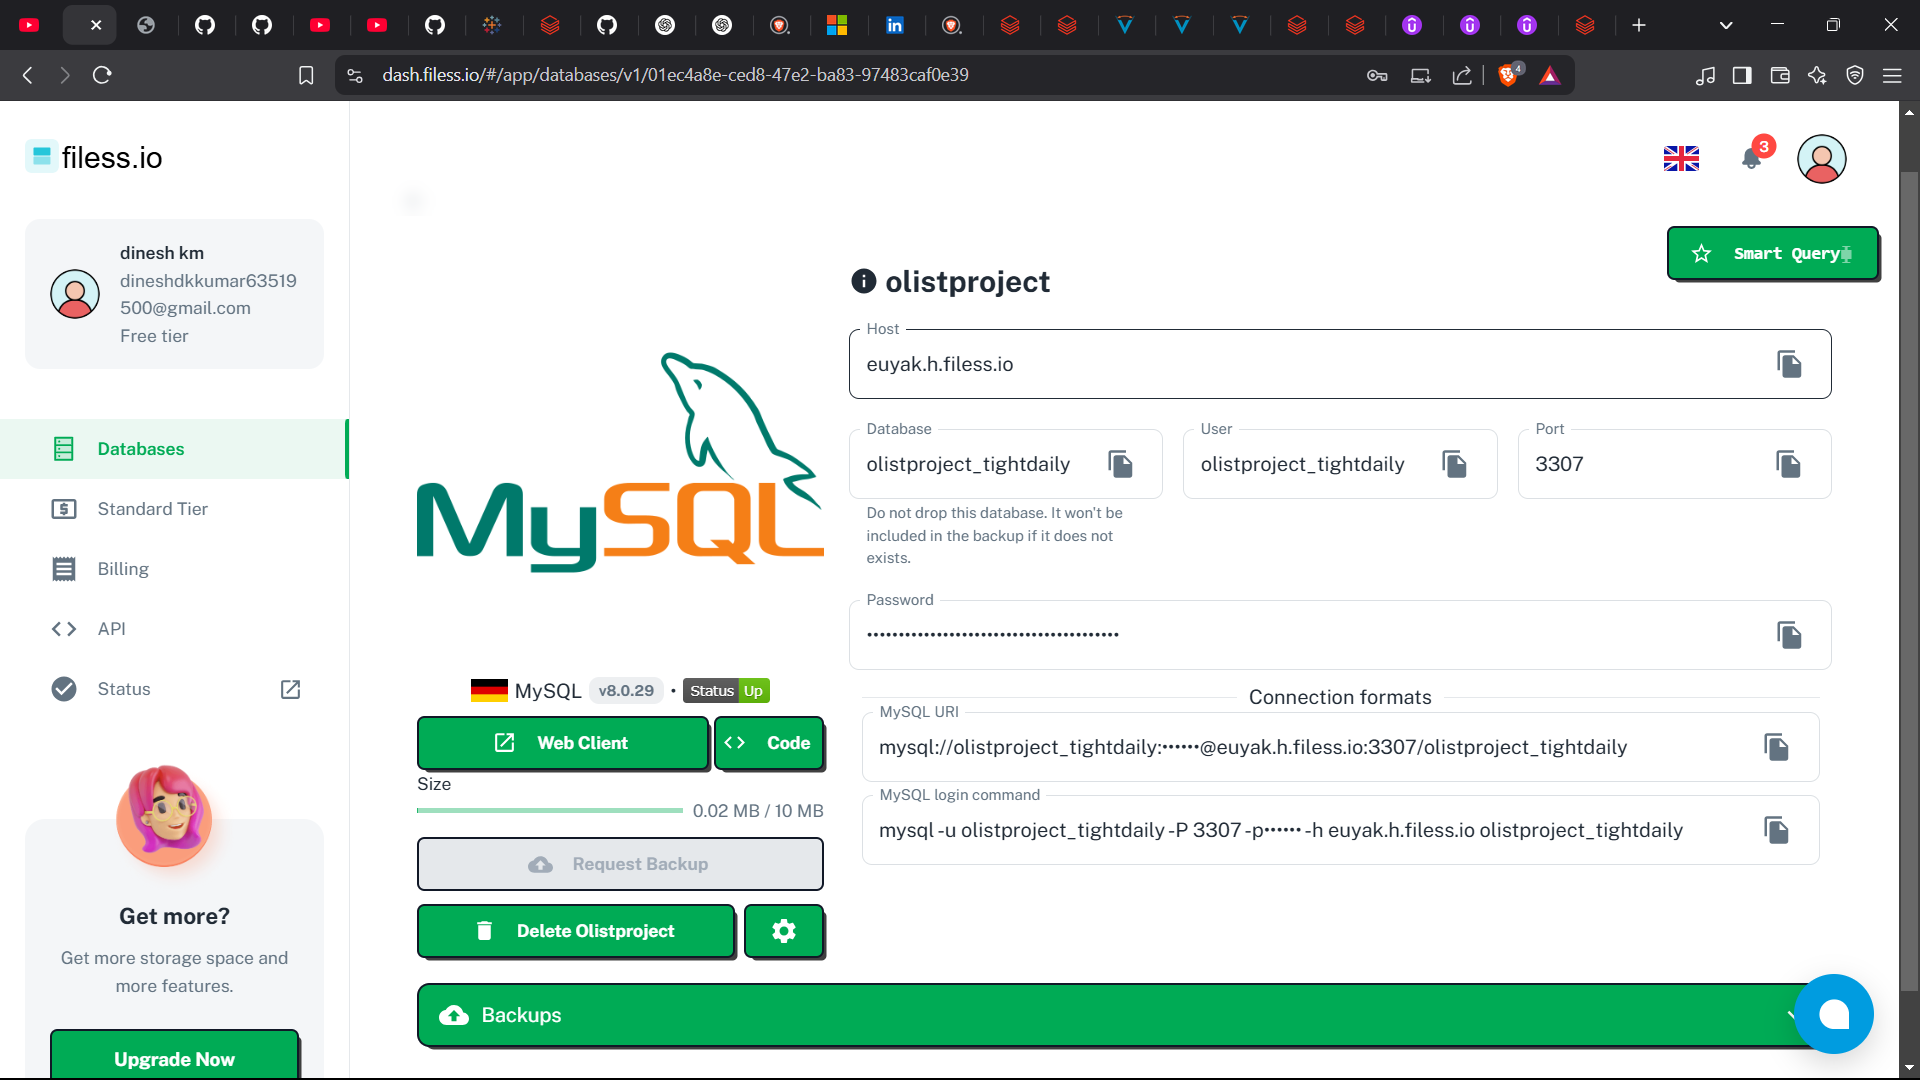 dash.filess.io/#/app/databases/v1/01ec4a8e-ced8-47e2-ba83-97483caf0e39
4
filess.io
3
dinesh km
dineshdkkumar63519
500@gmail.com
Free tier
Databases
Standard Tier
Billing
API
Status
Get more?
Get more storage space and
more features.
Upgrade Now
Smart Query
MySQL
MySQL v8.0.29 • Status Up
Web Client
Code
Size
0.02 MB / 10 MB
Request Backup
Delete Olistproject
olistproject
Host
euyak.h.filess.io
Database
olistproject_tightdaily
Do not drop this database. It won't be
included in the backup if it does not
exists.
User
olistproject_tightdaily
Port
3307
Password
••••••••••••••••••••••••••••••••••••••••
Connection formats
MySQL URI
mysql://olistproject_tightdaily:••••••@euyak.h.filess.io:3307/olistproject_tightdaily
MySQL login command
mysql -u olistproject_tightdaily -P 3307 -p•••••• -h euyak.h.filess.io olistproject_tightdaily
Backups